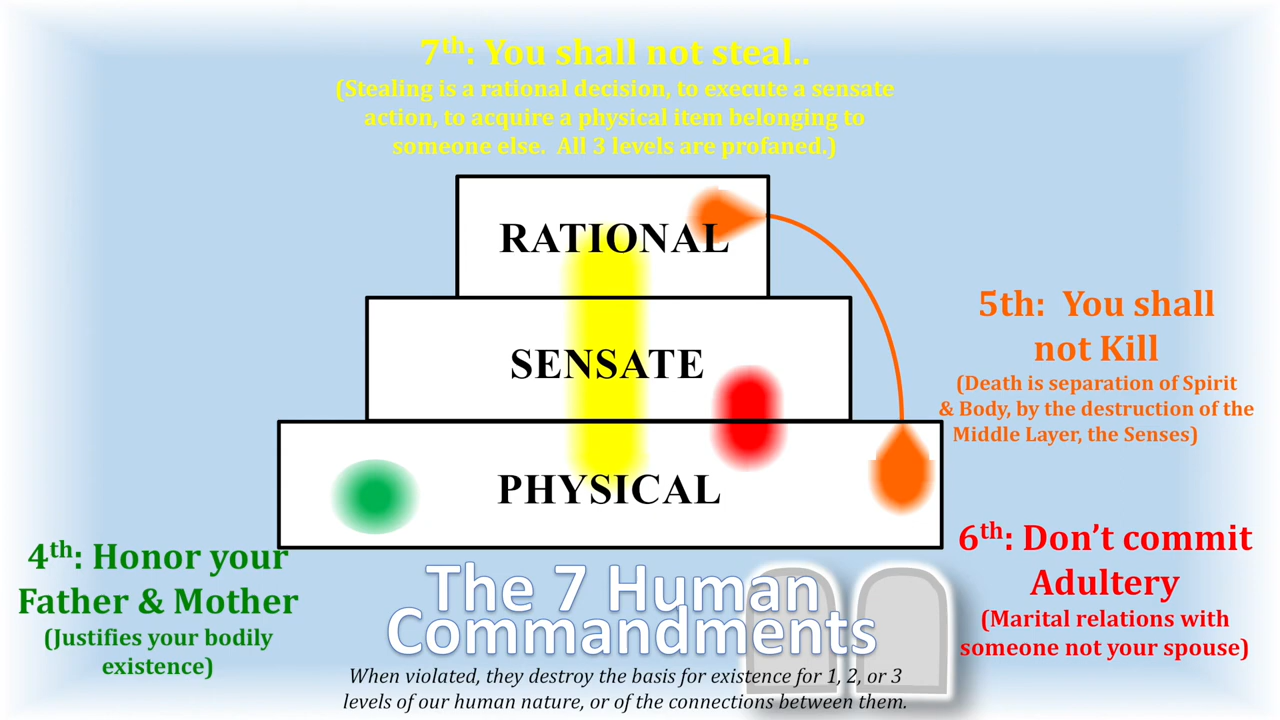 7th: You shall not steal..
(Stealing is a rational decision, to execute a sensate
action, to acquire a physical item belonging to
someone else.  All 3 levels are profaned.)
RATIONAL
SENSATE
PHYSICAL
5th:  You shall
not Kill
(Death is separation of Spirit
& Body, by the destruction of the
Middle Layer, the Senses)
4th: Honor your
Father & Mother
(Justifies your bodily
existence)
6th: Don’t commit
Adultery
(Marital relations with
someone not your spouse)
The 7 Human
Commandments
When violated, they destroy the basis for existence for 1, 2, or 3
levels of our human nature, or of the connections between them.